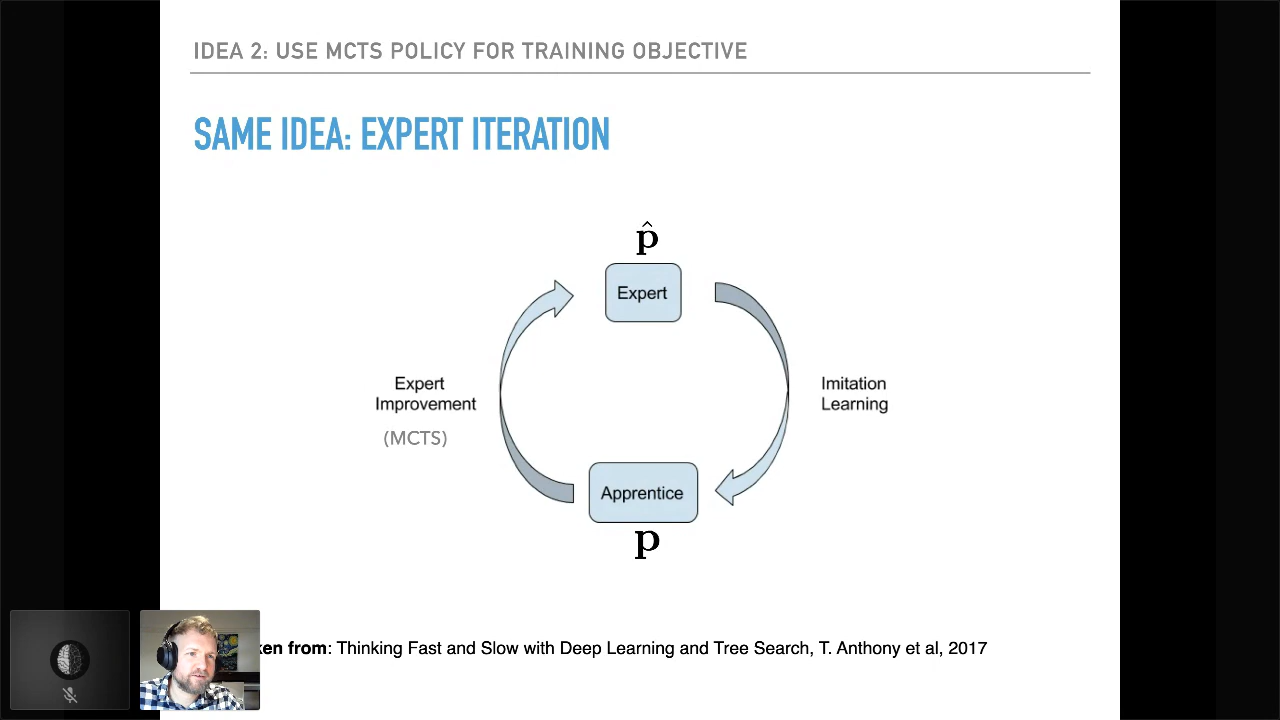 IDEA 2: USE MCTS POLICY FOR TRAINING OBJECTIVE
SAME IDEA: EXPERT ITERATION
p̂
Expert
Expert
Improvement
(MCTS)
Imitation
Learning
Apprentice
p
from: Thinking Fast and Slow with Deep Learning and Tree Search, T. Anthony et al, 2017